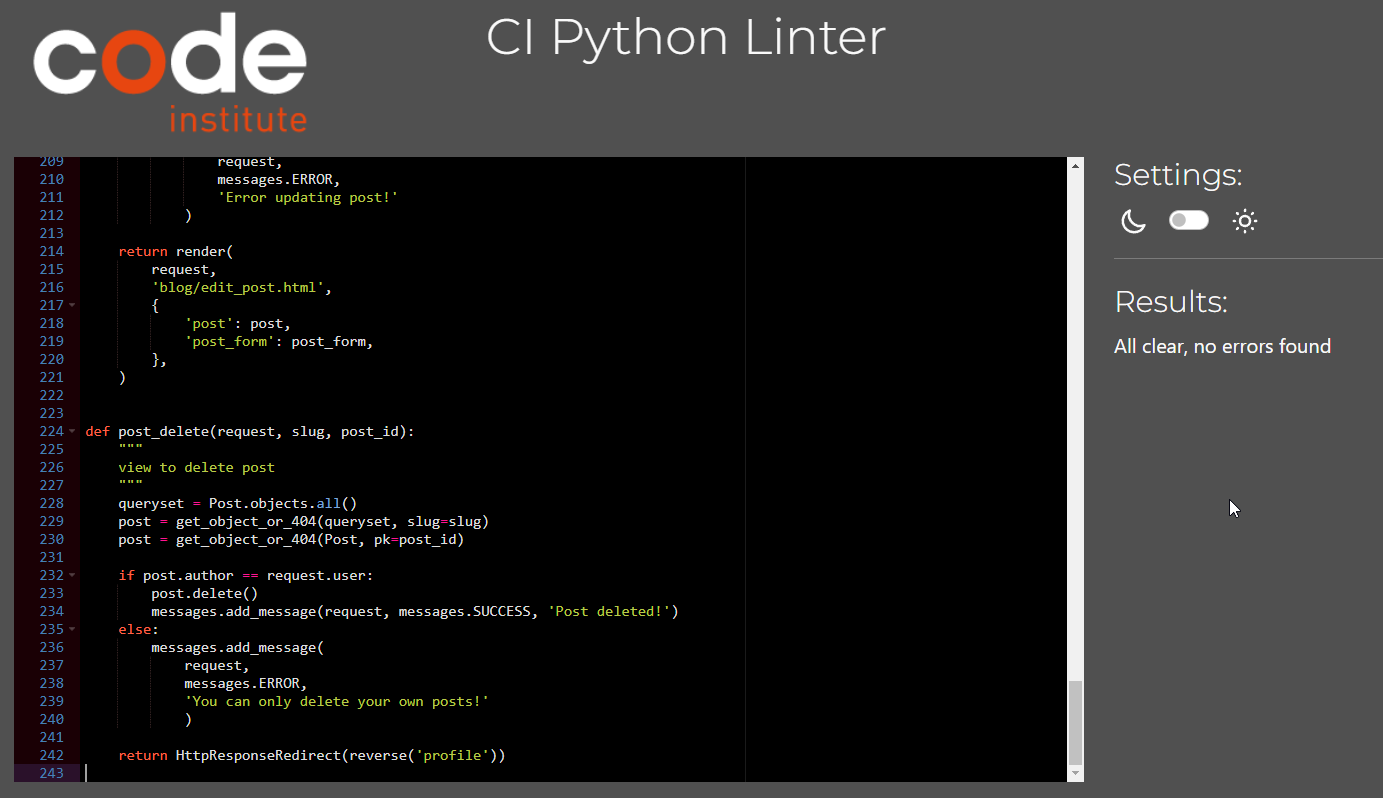 code
institute
CI Python Linter
209 request,
210 messages.ERROR,
211 'Error updating post!'
212 )
213
214 return render(
215 request,
216 'blog/edit_post.html',
217 {
218 'post': post,
219 'post_form': post_form,
220 },
221 )
222
223
224 def post_delete(request, slug, post_id):
225 """
226 view to delete post
227 """
228 queryset = Post.objects.all()
229 post = get_object_or_404(queryset, slug=slug)
230 post = get_object_or_404(Post, pk=post_id)
231
232 if post.author == request.user:
233 post.delete()
234 messages.add_message(request, messages.SUCCESS, 'Post deleted!')
235 else:
236 messages.add_message(
237 request,
238 messages.ERROR,
239 'You can only delete your own posts!'
240 )
241
242 return HttpResponseRedirect(reverse('profile'))
243
Settings:
Results:
All clear, no errors found